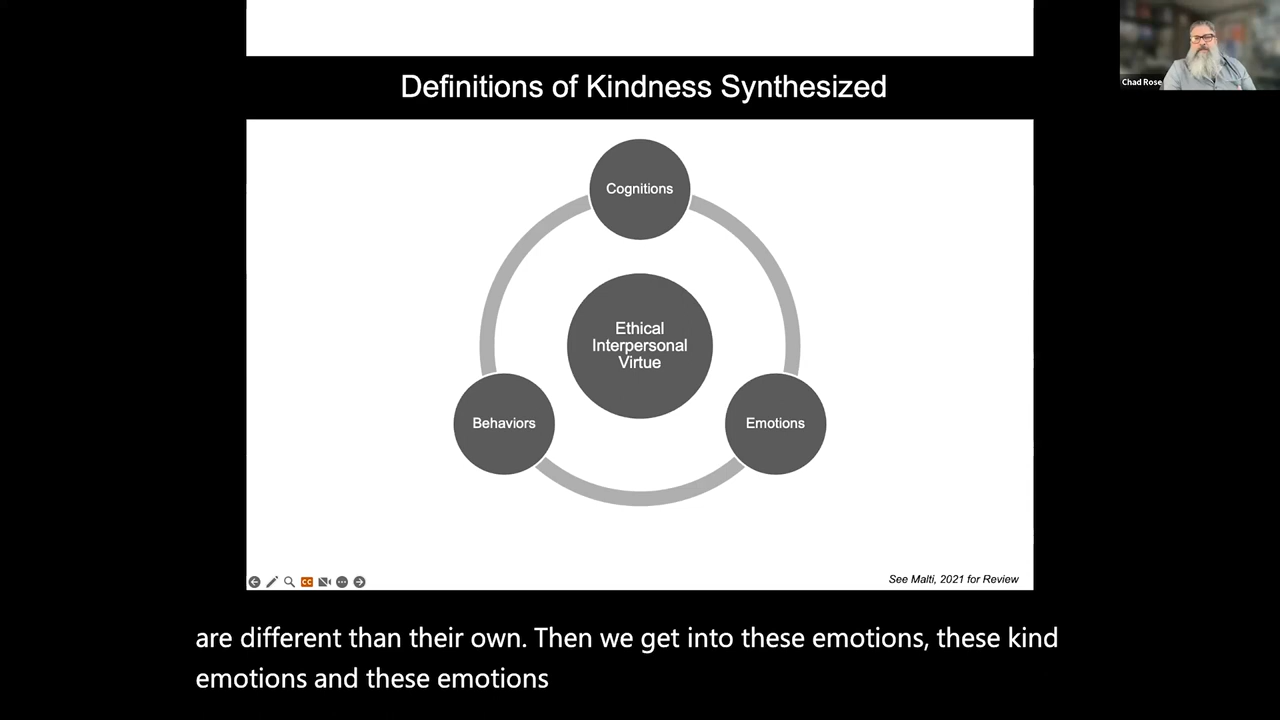 Definitions of Kindness Synthesized
Chad Rose
Cognitions
Ethical
Interpersonal
Virtue
Behaviors
Emotions
CC
See Malti, 2021 for Review
are different than their own. Then we get into these emotions, these kind
emotions and these emotions